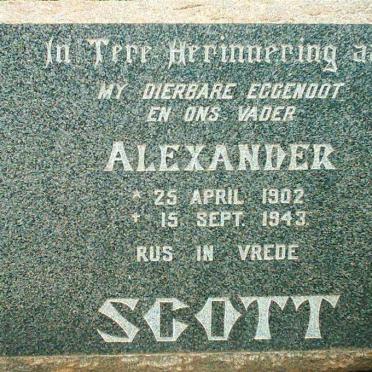 In Tere Herinnering a
MY DIERBARE EGGENOOT
EN ONS VADER
ALEXANDER
* 25 APRIL 1902
† 15 SEPT. 1943
RUS IN VREDE
SCOTT